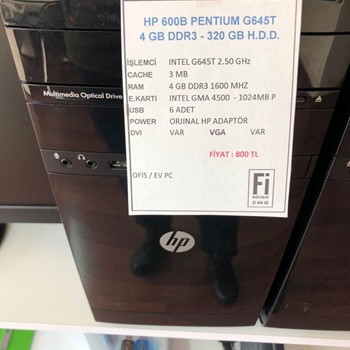 HP 600B PENTIUM G645T
4 GB DDR3 - 320 GB H.D.D.
İŞLEMCİ INTEL G645T 2.50 GHz
CACHE 3 MB
RAM 4 GB DDR3 1600 MHZ
E.KARTI INTEL GMA 4500 - 1024MB P
USB 6 ADET
POWER ORJINAL HP ADAPTÖR
DVI VAR VGA VAR
FİYAT : 800 TL
OFİS / EV PC
Fi
Multimedia Optical Drive
hp